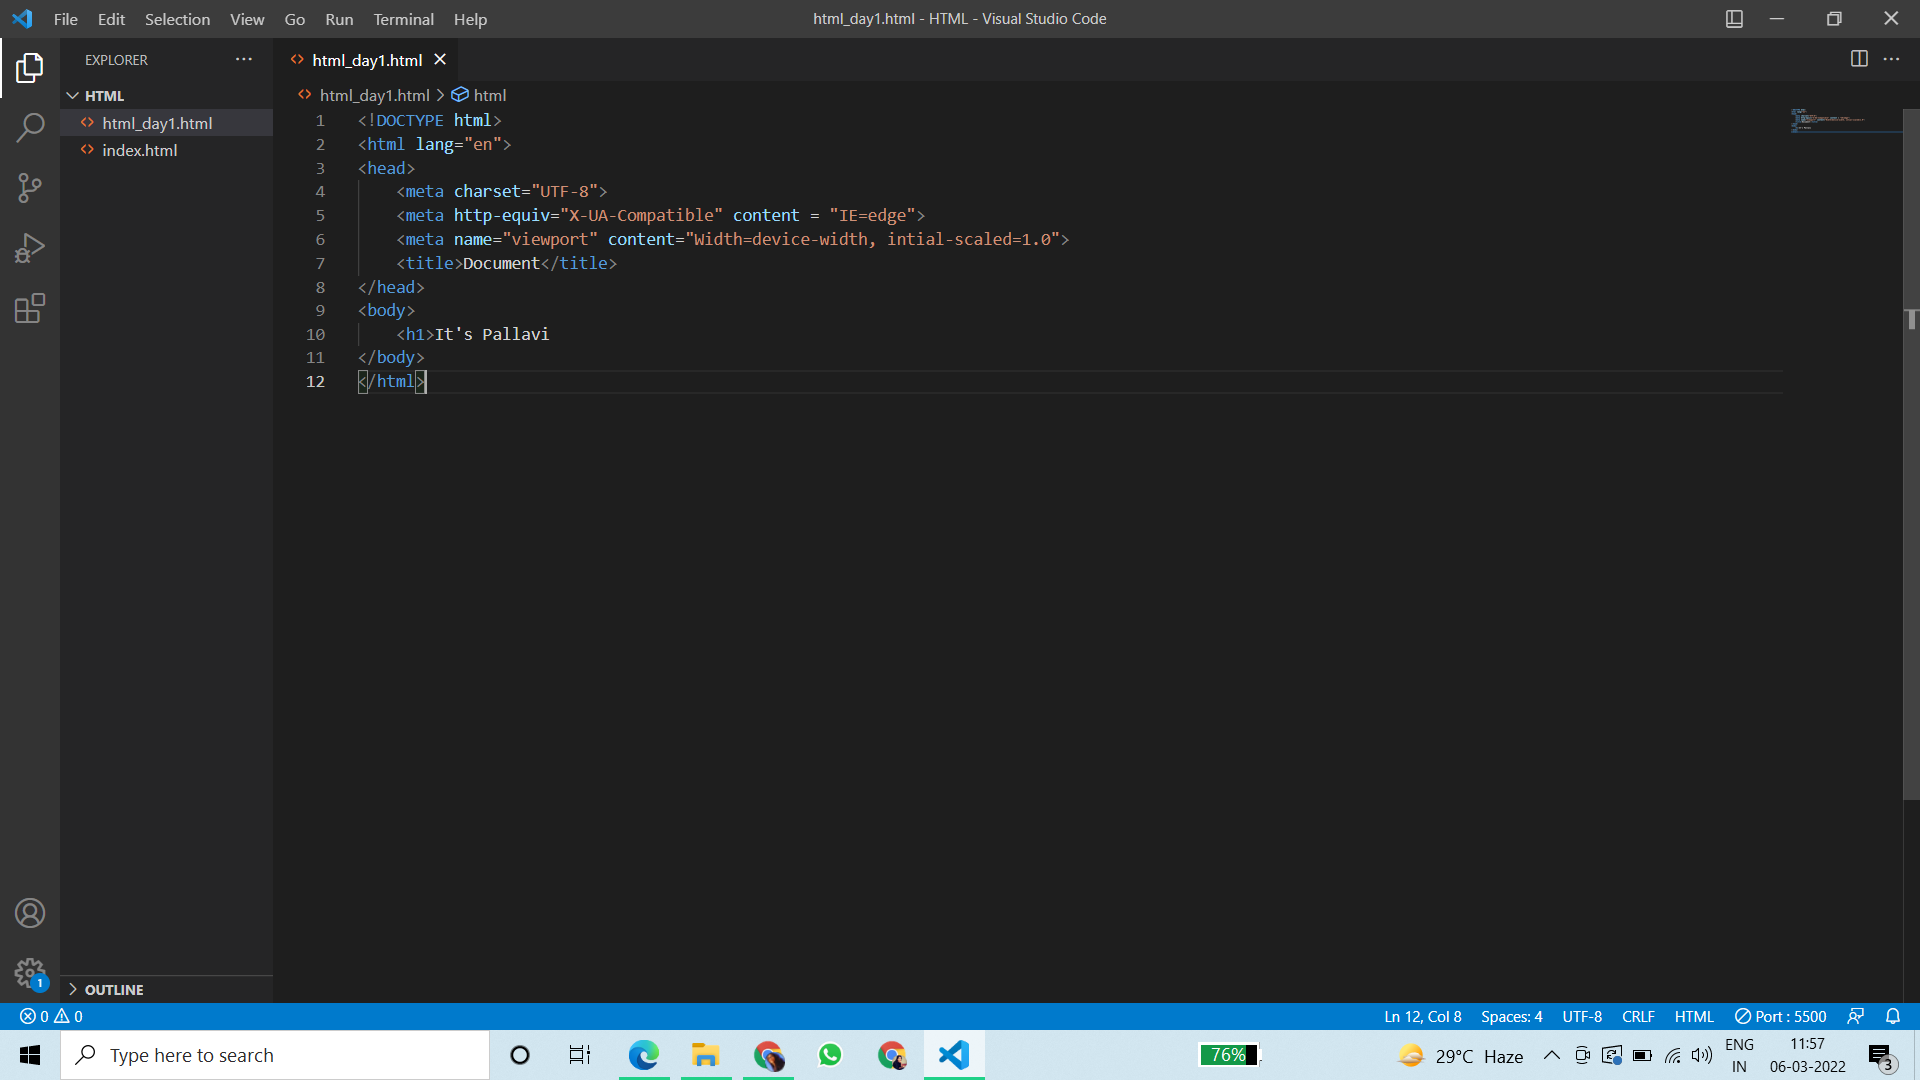 File Edit Selection View Go Run Terminal Help
html_day1.html - HTML - Visual Studio Code
EXPLORER
HTML
html_day1.html
index.html
OUTLINE
html_day1.html
html_day1.html > html
1 <!DOCTYPE html>
2 <html lang="en">
3 <head>
4 <meta charset="UTF-8">
5 <meta http-equiv="X-UA-Compatible" content = "IE=edge">
6 <meta name="viewport" content="Width=device-width, intial-scaled=1.0">
7 <title>Document</title>
8 </head>
9 <body>
10 <h1>It's Pallavi
11 </body>
12 </html>
1
0 0
Ln 12, Col 8 Spaces: 4 UTF-8 CRLF HTML Port : 5500
Type here to search
76%
29°C Haze
ENG
IN
11:57
06-03-2022
3